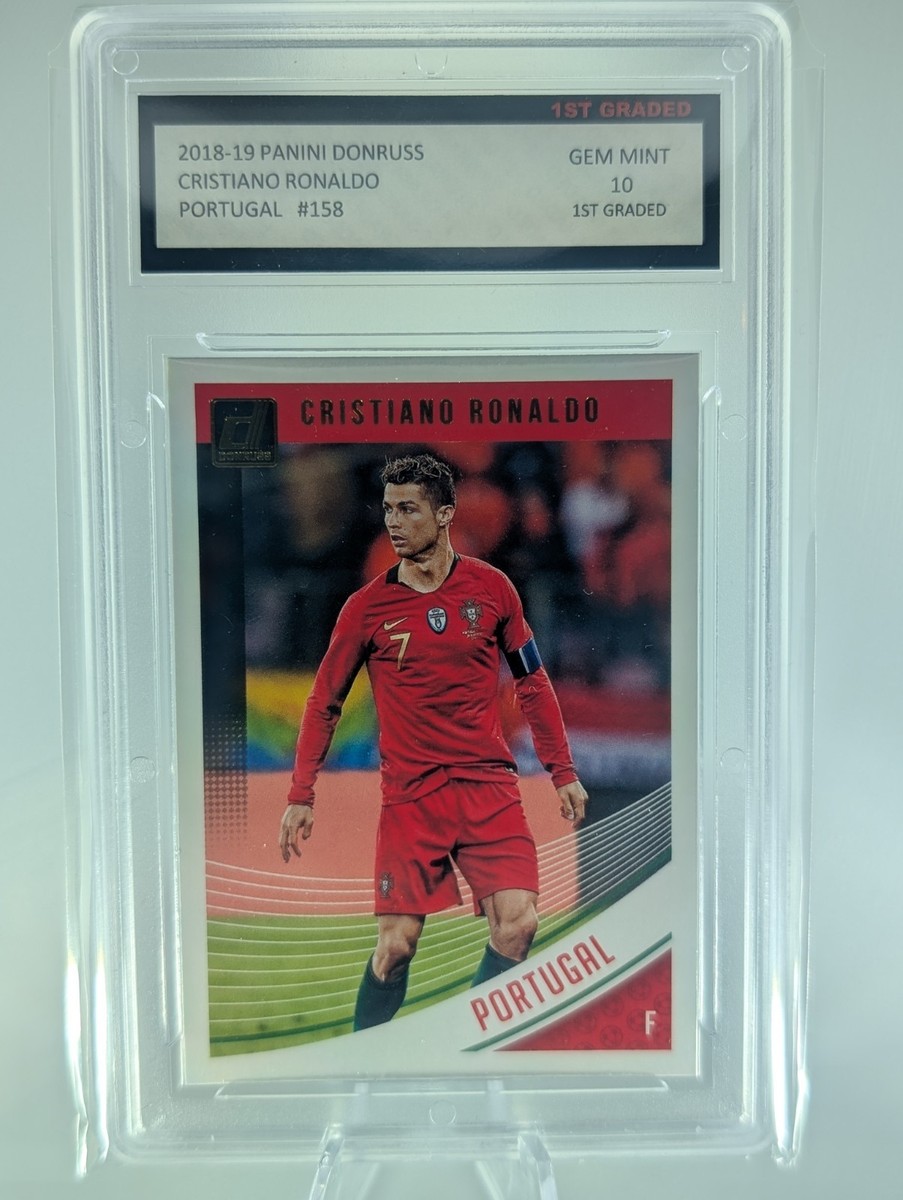 1ST GRADED
2018-19 PANINI DONRUSS
CRISTIANO RONALDO
PORTUGAL #158
GEM MINT
10
1ST GRADED
CRISTIANO RONALDO
d
DONRUSS
7
PORTUGAL
F